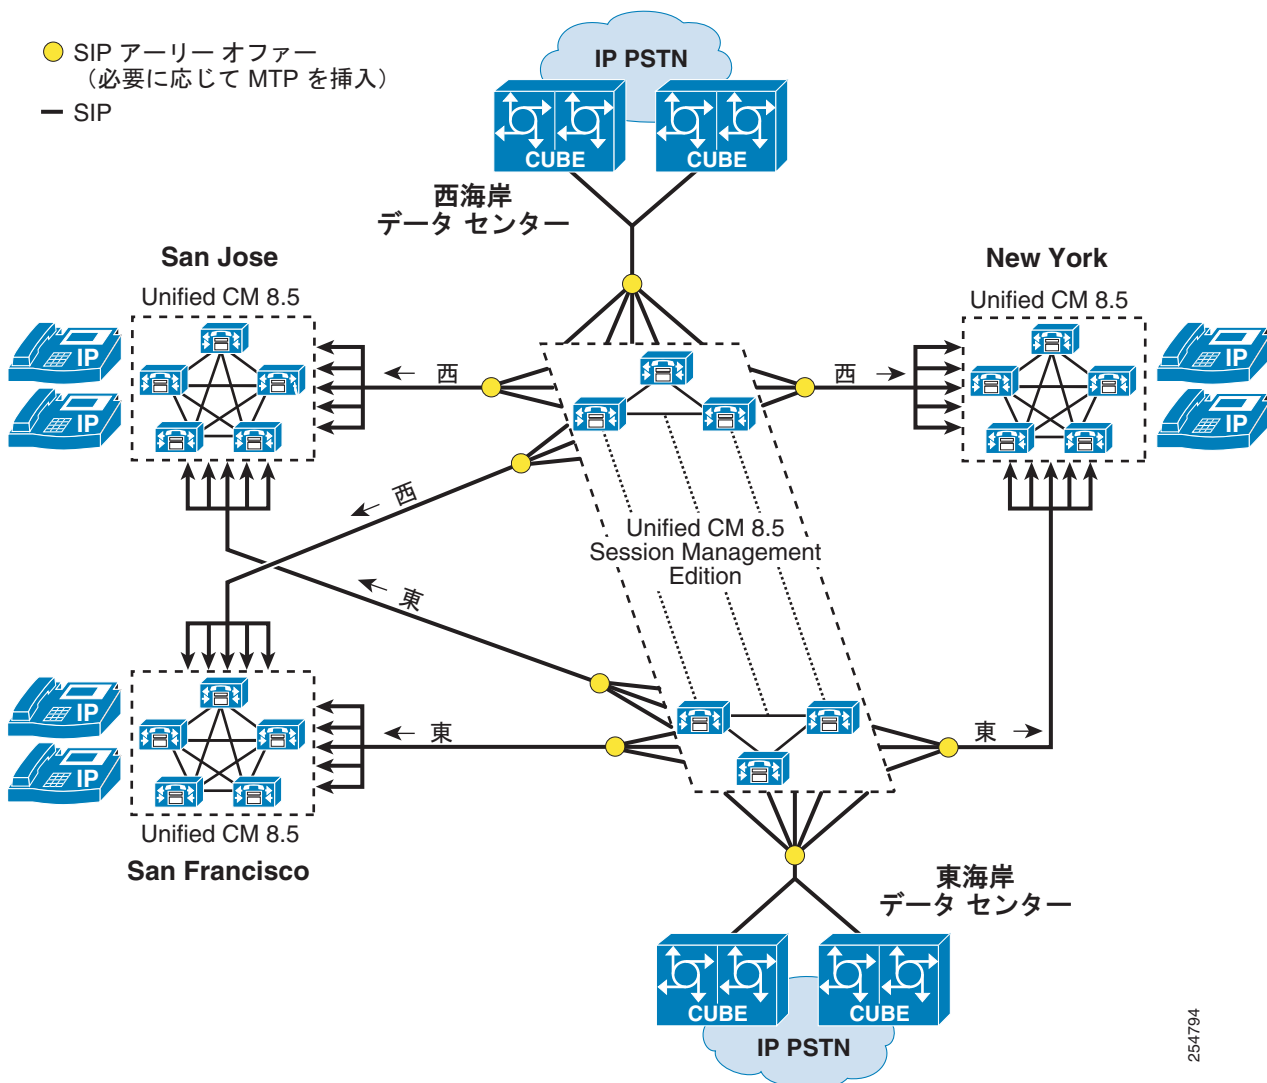 SIP アーリー オファー
（必要に応じて MTP を挿入）
SIP
IP PSTN
CUBE
CUBE
西海岸
データ センター
San Jose
Unified CM 8.5
New York
Unified CM 8.5
IP
IP
← 西
西 →
IP
IP
← 西
Unified CM 8.5
Session Management
Edition
← 東
IP
IP
← 東
東 →
Unified CM 8.5
San Francisco
東海岸
データ センター
CUBE
CUBE
IP PSTN
254794